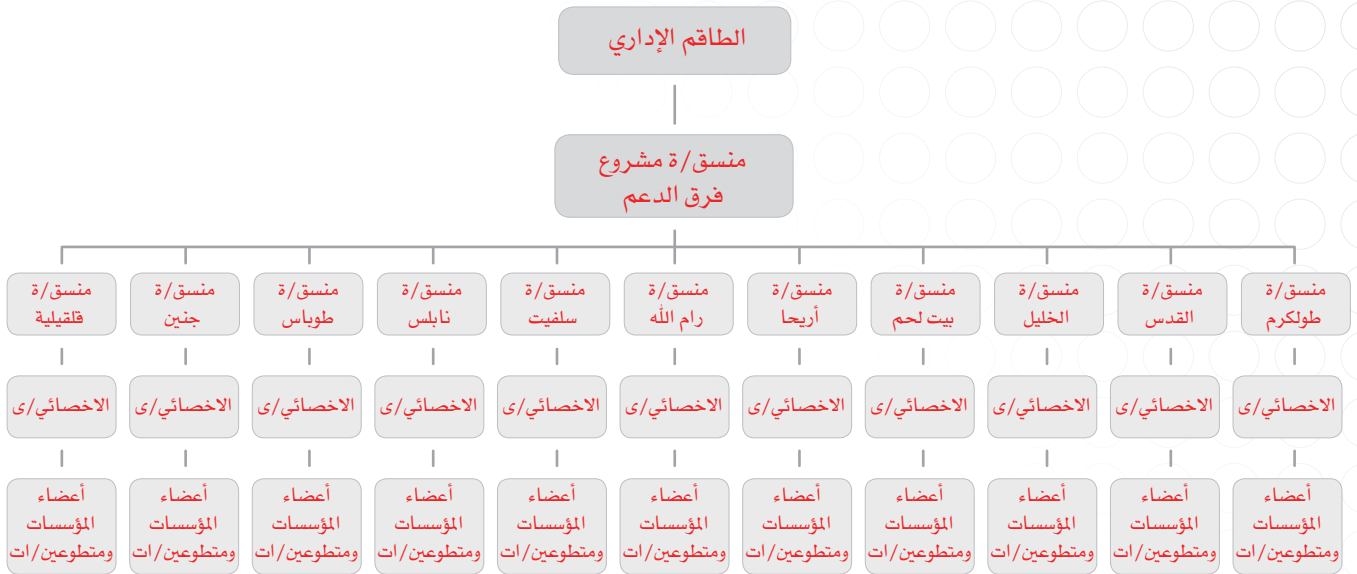 الطاقم الإداري
منسق/ة مشروع
فرق الدعم
منسق/ة
طولكرم
منسق/ة
القدس
منسق/ة
الخليل
منسق/ة
بيت لحم
منسق/ة
أريحا
منسق/ة
رام الله
منسق/ة
سلفيت
منسق/ة
نابلس
منسق/ة
طوباس
منسق/ة
جنين
منسق/ة
قلقيلية
الاخصائي/ى
الاخصائي/ى
الاخصائي/ى
الاخصائي/ى
الاخصائي/ى
الاخصائي/ى
الاخصائي/ى
الاخصائي/ى
الاخصائي/ى
الاخصائي/ى
الاخصائي/ى
أعضاء
المؤسسات
ومتطوعين/ات
أعضاء
المؤسسات
ومتطوعين/ات
أعضاء
المؤسسات
ومتطوعين/ات
أعضاء
المؤسسات
ومتطوعين/ات
أعضاء
المؤسسات
ومتطوعين/ات
أعضاء
المؤسسات
ومتطوعين/ات
أعضاء
المؤسسات
ومتطوعين/ات
أعضاء
المؤسسات
ومتطوعين/ات
أعضاء
المؤسسات
ومتطوعين/ات
أعضاء
المؤسسات
ومتطوعين/ات
أعضاء
المؤسسات
ومتطوعين/ات